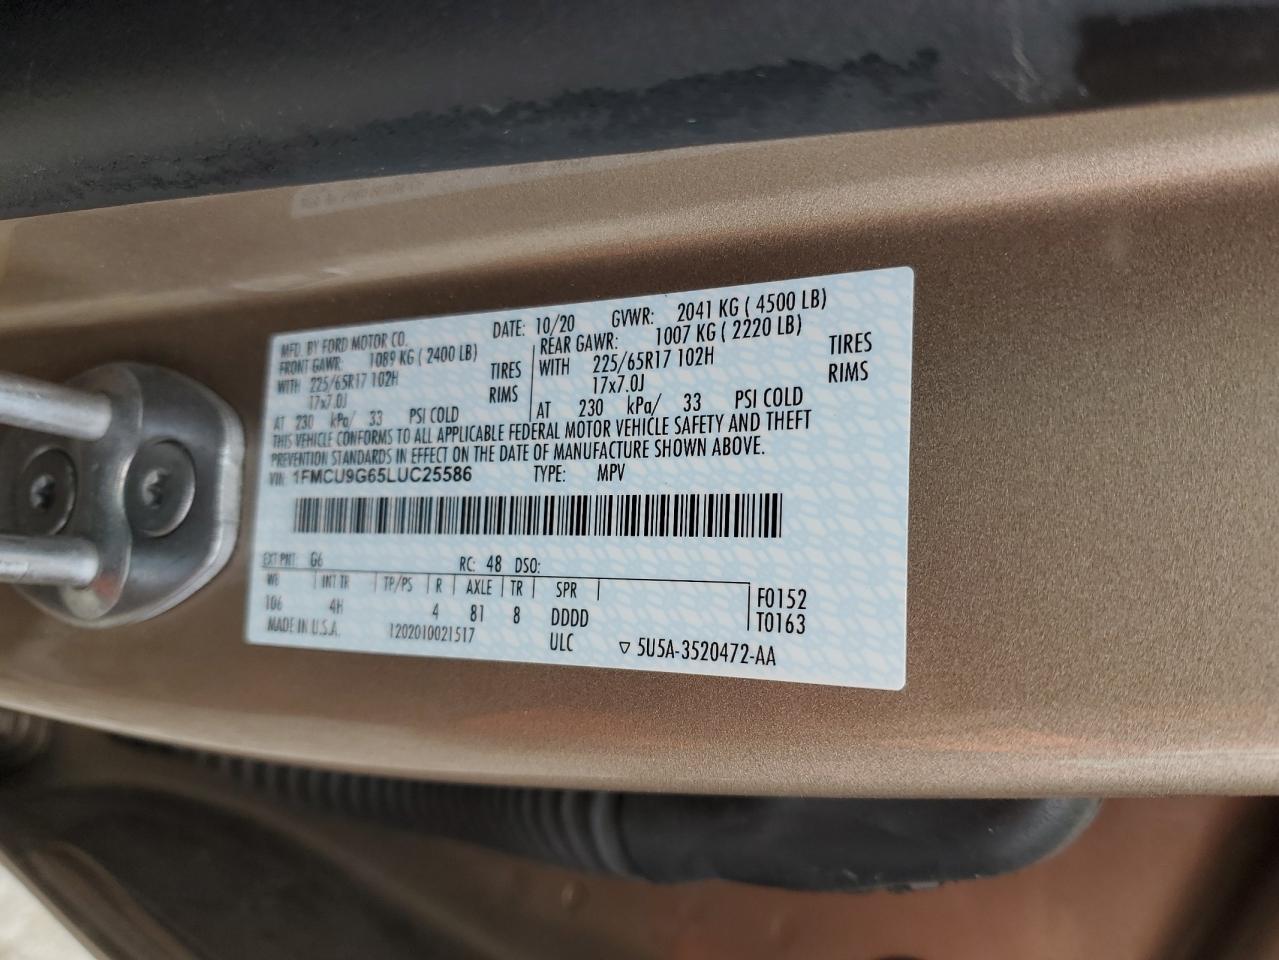 MFD. BY FORD MOTOR CO. DATE: 10/20 GVWR: 2041 KG ( 4500 LB)
FRONT GAWR: 1089 KG ( 2400 LB) REAR GAWR: 1007 KG ( 2220 LB)
WITH 225/65R17 102H TIRES WITH 225/65R17 102H TIRES
17x7.0J RIMS 17x7.0J RIMS
AT 230 kPa/ 33 PSI COLD AT 230 kPa/ 33 PSI COLD
THIS VEHICLE CONFORMS TO ALL APPLICABLE FEDERAL MOTOR VEHICLE SAFETY AND THEFT
PREVENTION STANDARDS IN EFFECT ON THE DATE OF MANUFACTURE SHOWN ABOVE.
VIN: 1FMCU9G65LUC25586 TYPE: MPV
EXT PNT: G6 RC: 48 DSO:
WB INT TR TP/PS R AXLE TR SPR
106 4H 4 81 8 DDDD F0152
T0163
MADE IN U.S.A. 1202010021517 ULC ▽ 5U5A-3520472-AA